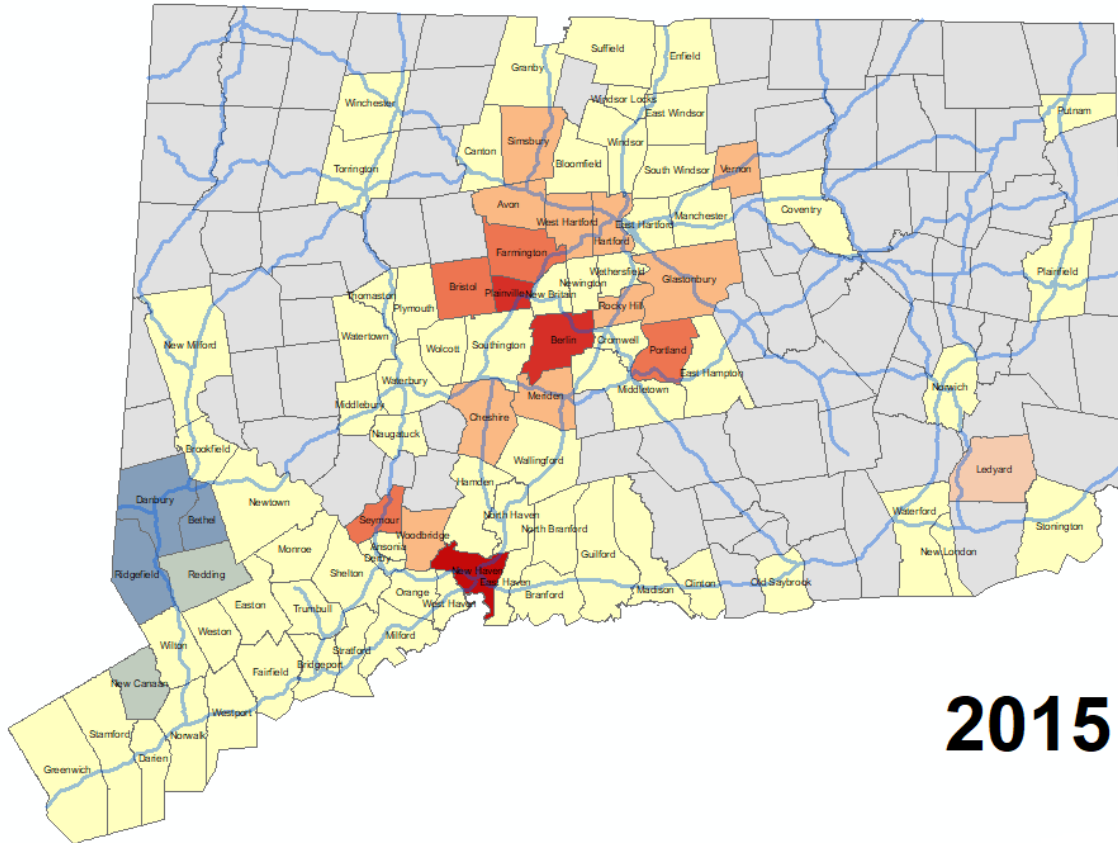 Suffield
Enfield
Granby
Windsor Locks
Winchester
East Windsor
Putnam
Simsbury
Windsor
Canton
Bloomfield
Torrington
South Windsor
Vernon
Avon
Coventry
West Hartford
Manchester
East Hartford
Hartford
Farmington
Wethersfield
Plainfield
Glastonbury
Newington
Bristol
Plainville
New Britain
Thomaston
Plymouth
Rocky Hill
Watertown
Berlin
Cromwell
New Milford
Southington
Wolcott
Portland
East Hampton
Waterbury
Norwich
Middletown
Meriden
Middlebury
Cheshire
Naugatuck
Brookfield
Wallingford
Ledyard
Hamden
Danbury
Newtown
Waterford
North Haven
Bethel
Seymour
North Branford
Stonington
Woodbridge
Ansonia
Monroe
Guilford
New London
Derby
New Haven
Ridgefield
Redding
Shelton
East Haven
Clinton
Old Saybrook
Madison
Orange
Branford
Easton
West Haven
Trumbull
Weston
Milford
Wilton
Stratford
Bridgeport
Fairfield
New Canaan
Westport
2015
Stamford
Norwalk
Darien
Greenwich